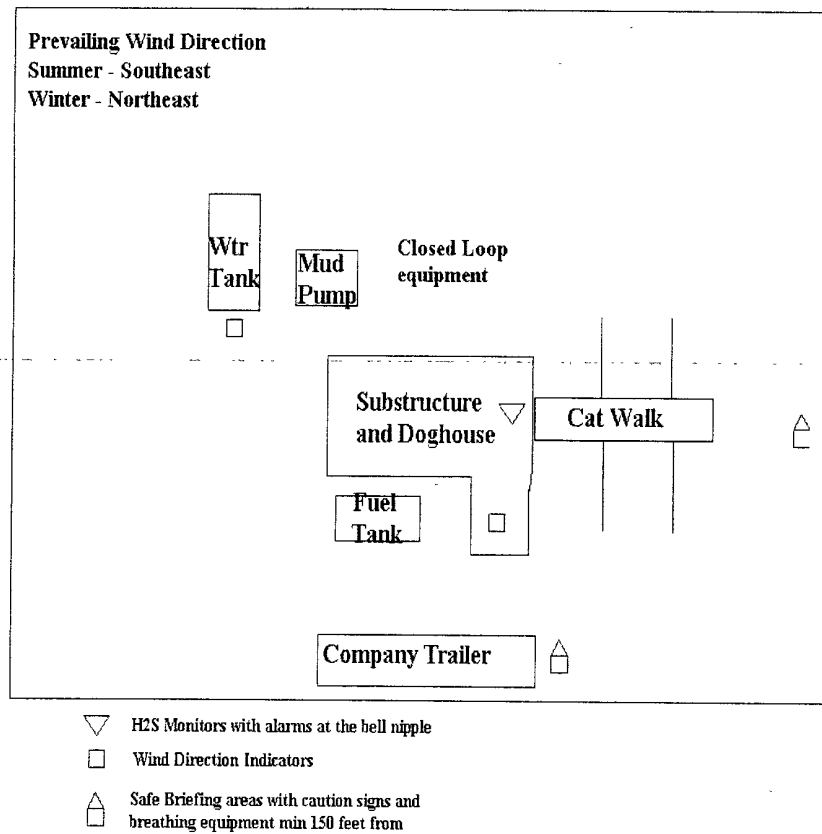 Prevailing Wind Direction
Summer - Southeast
Winter - Northeast
Wtr
Tank
Mud
Pump
Closed Loop
equipment
Substructure
and Doghouse
Cat Walk
Fuel
Tank
Company Trailer
H2S Monitors with alarms at the bell nipple
Wind Direction Indicators
Safe Briefing areas with caution signs and
breathing equipment min 150 feet from